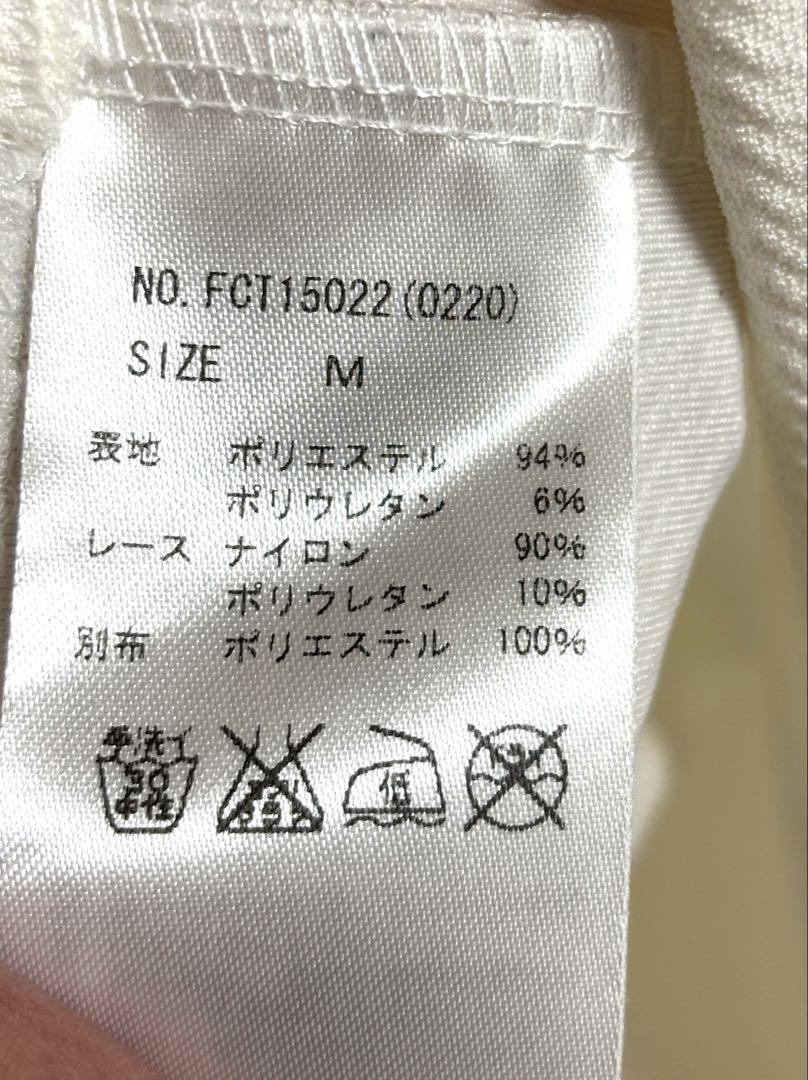 NO. FCT15022(0220)
SIZE M
表地 ポリエステル 94%
ポリウレタン 6%
レース ナイロン 90%
ポリウレタン 10%
別布 ポリエステル 100%
手洗イ
30
中性
低